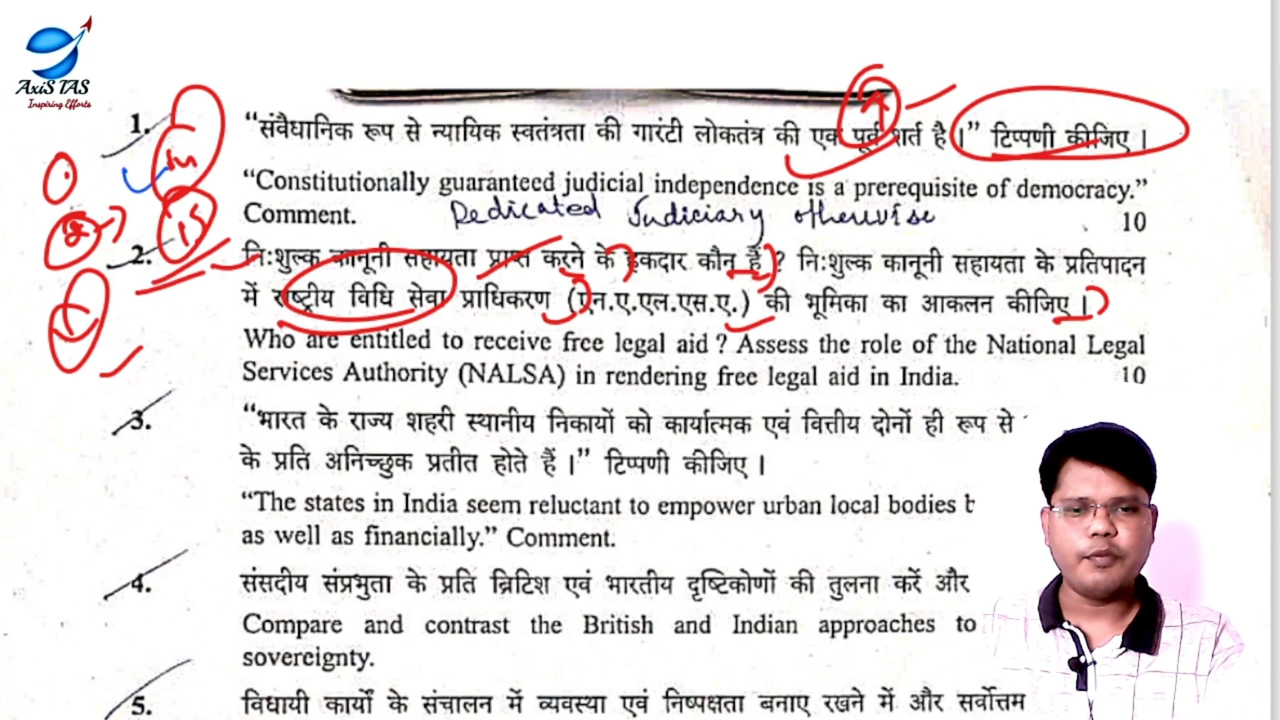 AxiS TAS
Inspiring Efforts
1. “संवैधानिक रूप से न्यायिक स्वतंत्रता की गारंटी लोकतंत्र की एक पूर्व शर्त है ।” टिप्पणी कीजिए ।
“Constitutionally guaranteed judicial independence is a prerequisite of democracy.”
Comment. 10
Dedicated Judiciary otherwise
2. नि:शुल्क कानूनी सहायता प्राप्त करने के हकदार कौन हैं ? नि:शुल्क कानूनी सहायता के प्रतिपादन
में राष्ट्रीय विधि सेवा प्राधिकरण (एन.ए.एल.एस.ए.) की भूमिका का आकलन कीजिए ।
Who are entitled to receive free legal aid ? Assess the role of the National Legal
Services Authority (NALSA) in rendering free legal aid in India. 10
3. “भारत के राज्य शहरी स्थानीय निकायों को कार्यात्मक एवं वित्तीय दोनों ही रूप से
के प्रति अनिच्छुक प्रतीत होते हैं ।” टिप्पणी कीजिए ।
“The states in India seem reluctant to empower urban local bodies
as well as financially.” Comment.
4. संसदीय संप्रभुता के प्रति ब्रिटिश एवं भारतीय दृष्टिकोणों की तुलना करें और
Compare and contrast the British and Indian approaches to
sovereignty.
5. विधायी कार्यों के संचालन में व्यवस्था एवं निष्पक्षता बनाए रखने में और सर्वोत्तम